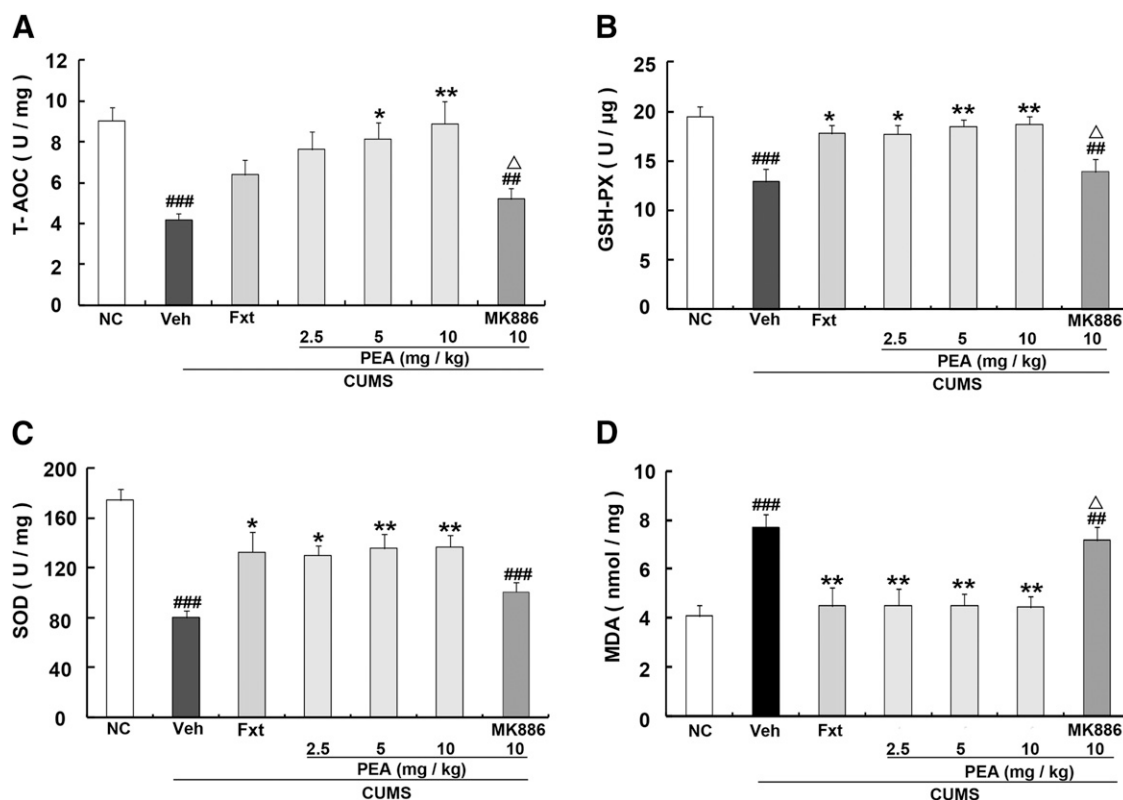 A
T- AOC ( U / mg )
12
10
8
6
4
2
0
###
*
**
△
##
NC Veh Fxt MK886
2.5 5 10 10
PEA (mg / kg)
CUMS
B
GSH-PX ( U / µg )
25
20
15
10
5
0
###
* * ** **
△
##
NC Veh Fxt MK886
2.5 5 10 10
PEA (mg / kg)
CUMS
C
SOD ( U / mg )
200
160
120
80
40
0
###
* * ** **
###
NC Veh Fxt MK886
2.5 5 10 10
PEA (mg / kg)
CUMS
D
MDA ( nmol / mg )
10
8
6
4
2
0
###
** ** ** **
△
##
NC Veh Fxt MK886
2.5 5 10 10
PEA (mg / kg)
CUMS